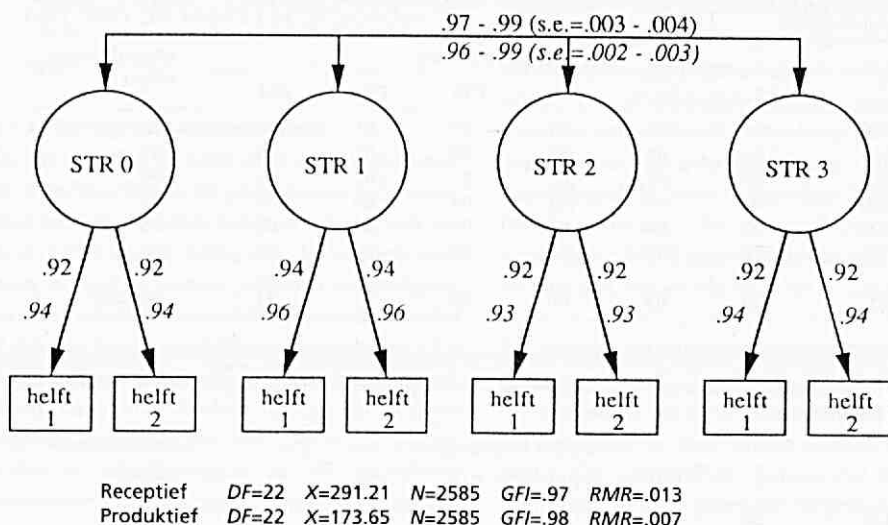 .97 - .99 (s.e.=.003 - .004)
.96 - .99 (s.e.=.002 - .003)
STR 0 STR 1 STR 2 STR 3
.92 .92 .94 .94 .92 .92 .92 .92
.94 .94 .96 .96 .93 .93 .94 .94
helft helft helft helft helft helft helft helft
1 2 1 2 1 2 1 2
Receptief DF=22 X=291.21 N=2585 GFI=.97 RMR=.013
Produktief DF=22 X=173.65 N=2585 GFI=.98 RMR=.007